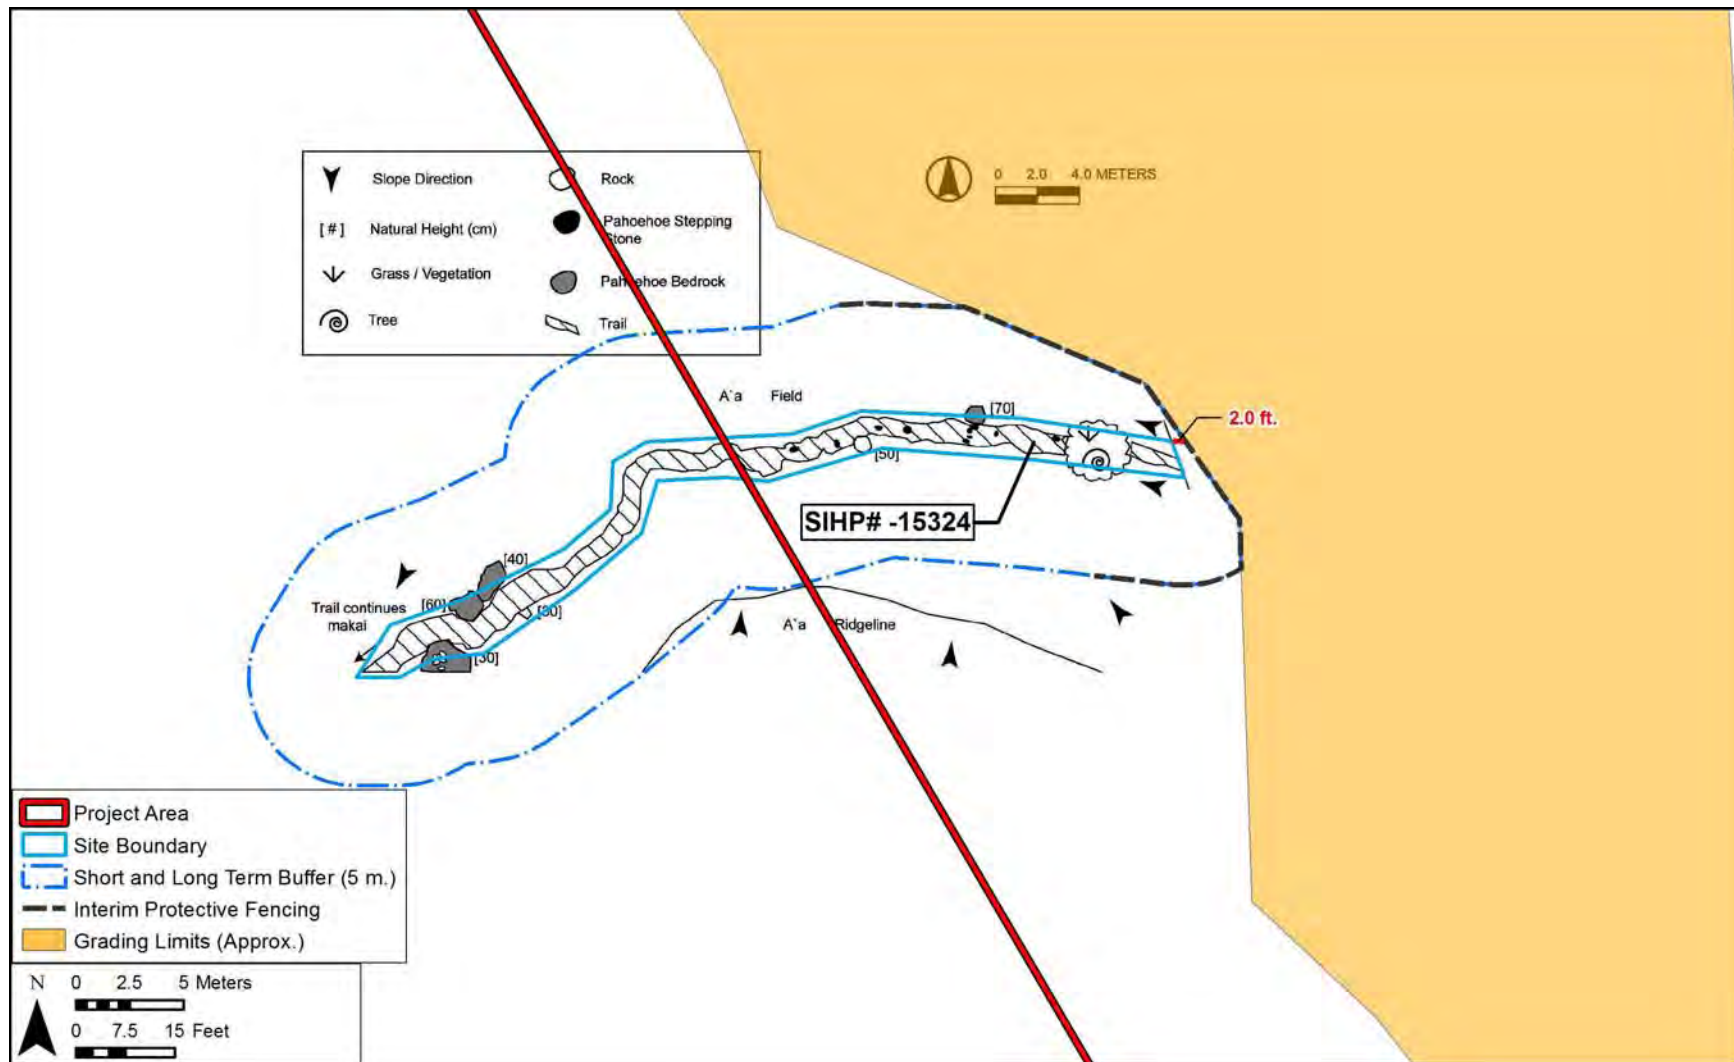 Slope Direction
[ # ] Natural Height (cm)
Grass / Vegetation
Tree
Rock
Pahoehoe Stepping
Stone
Pahoehoe Bedrock
Trail
0 2.0 4.0 METERS
A`a Field
[70]
2.0 ft.
[50]
SIHP# -15324
[40]
[60]
Trail continues
makai
[30]
A`a Ridgeline
Project Area
Site Boundary
Short and Long Term Buffer (5 m.)
Interim Protective Fencing
Grading Limits (Approx.)
N 0 2.5 5 Meters
0 7.5 15 Feet